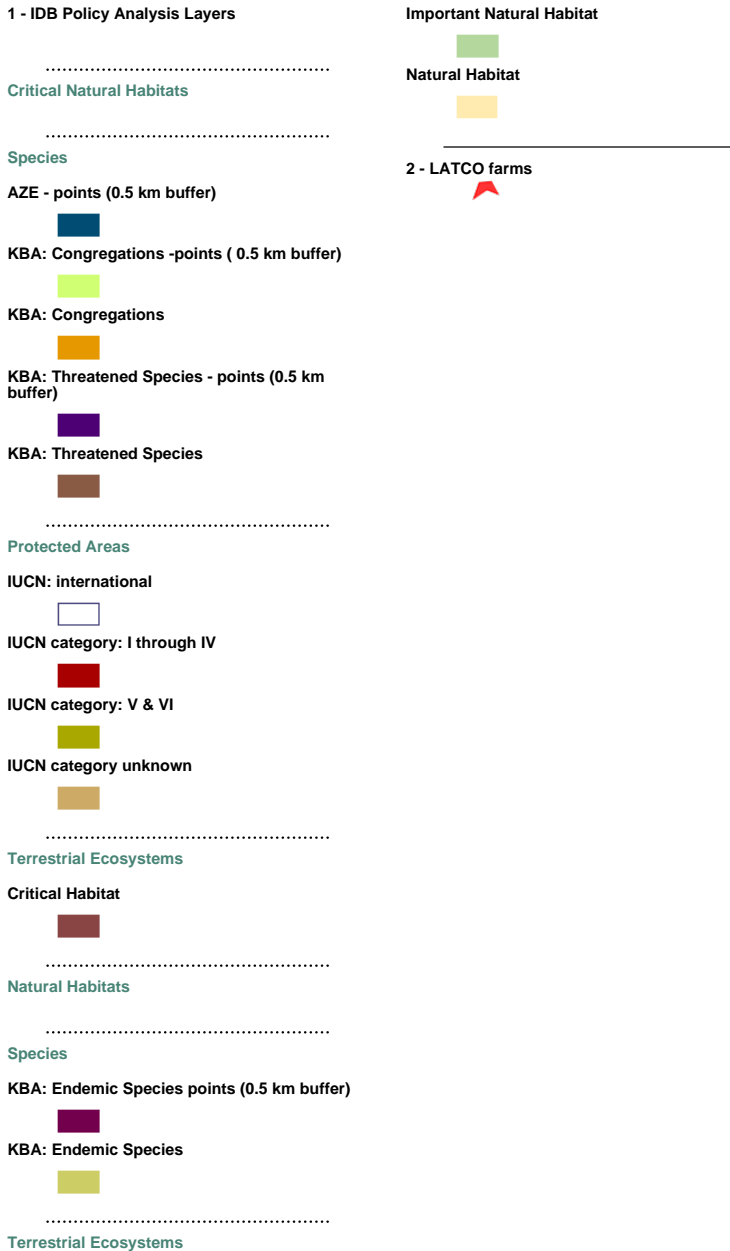 1 - IDB Policy Analysis Layers
....................................................
Critical Natural Habitats
....................................................
Species
AZE - points (0.5 km buffer)
KBA: Congregations -points ( 0.5 km buffer)
KBA: Congregations
KBA: Threatened Species - points (0.5 km
buffer)
KBA: Threatened Species
....................................................
Protected Areas
IUCN: international
IUCN category: I through IV
IUCN category: V & VI
IUCN category unknown
....................................................
Terrestrial Ecosystems
Critical Habitat
....................................................
Natural Habitats
....................................................
Species
KBA: Endemic Species points (0.5 km buffer)
KBA: Endemic Species
....................................................
Terrestrial Ecosystems
Important Natural Habitat
Natural Habitat
2 - LATCO farms